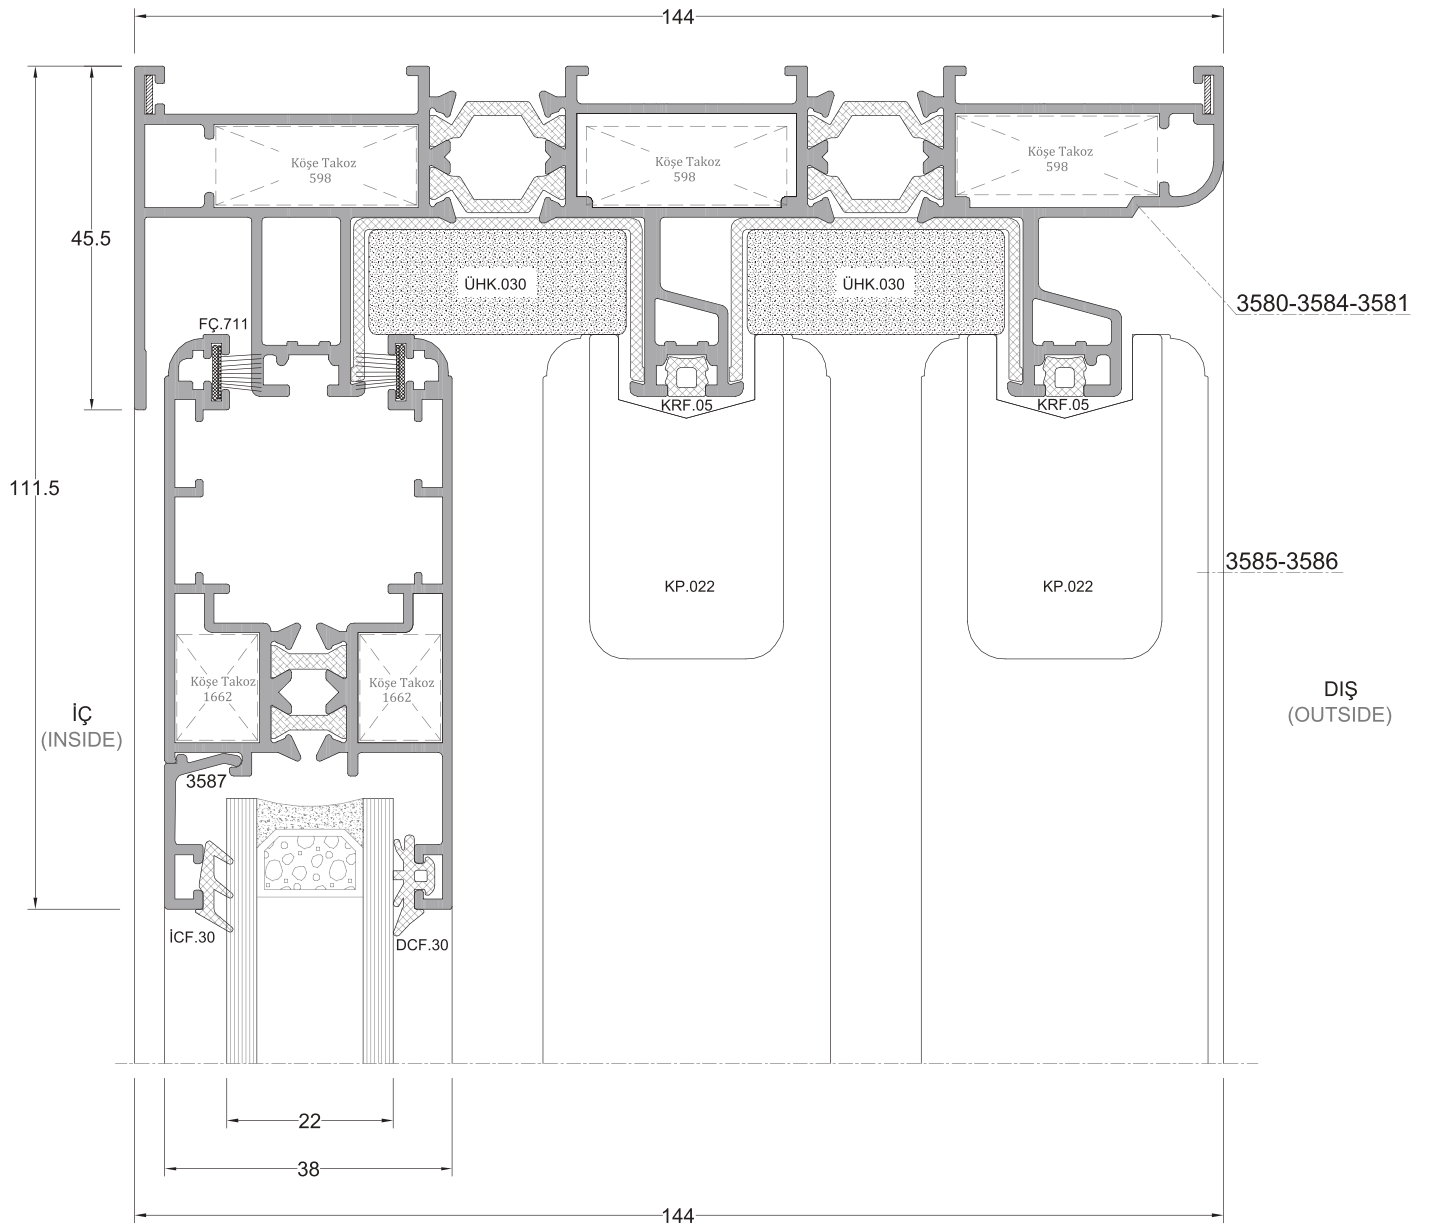 144
Köşe Takoz
598
Köşe Takoz
598
Köşe Takoz
598
45.5
ÜHK.030
ÜHK.030
3580-3584-3581
FÇ.711
KRF.05
KRF.05
111.5
3585-3586
KP.022
KP.022
Köşe Takoz
1662
Köşe Takoz
1662
İÇ
(INSIDE)
DIŞ
(OUTSIDE)
3587
İCF.30
DCF.30
22
38
144